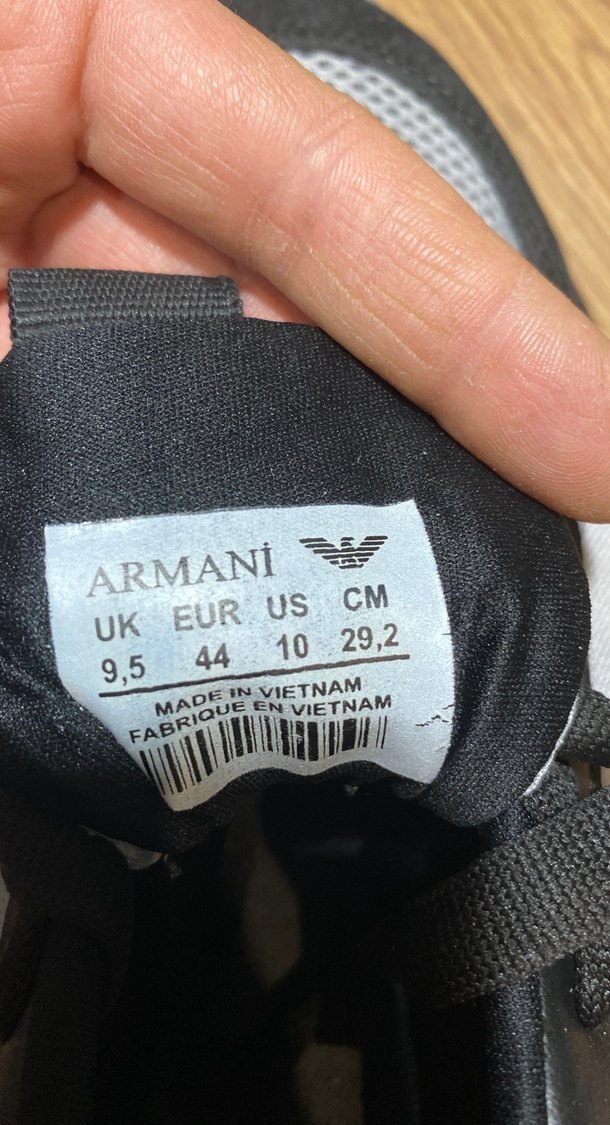 ARMANİ
UK EUR US CM
9,5 44 10 29,2
MADE IN VIETNAM
FABRIQUE EN VIETNAM